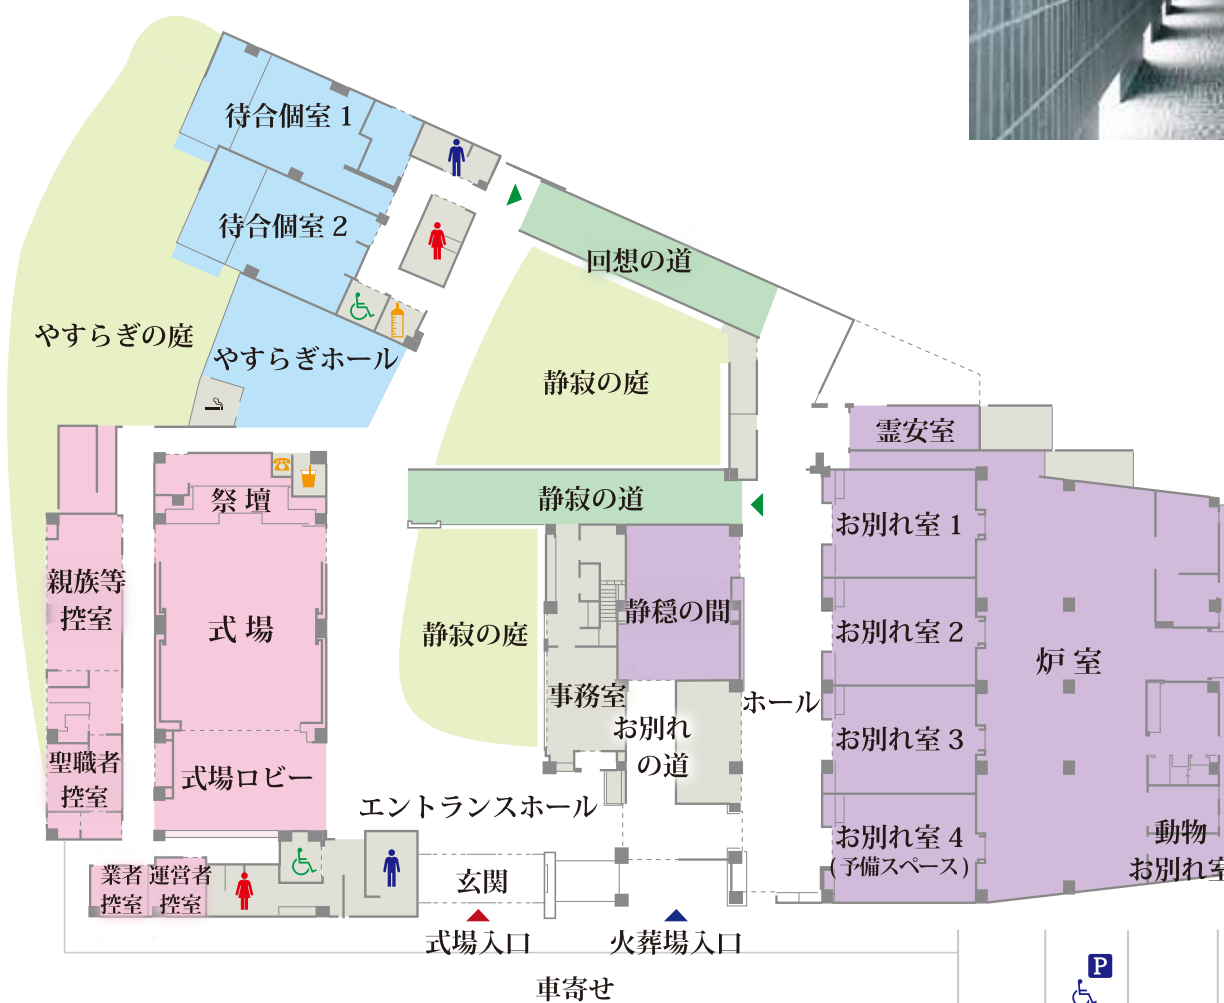 待合個室 1
待合個室 2
回想の道
やすらぎの庭
やすらぎホール
静寂の庭
霊安室
静寂の道
祭 壇
お別れ室 1
親族等
控室
式 場
静寂の庭
静穏の間
お別れ室 2
炉 室
事務室
ホール
お別れ
の道
お別れ室 3
聖職者
控室
式場ロビー
エントランスホール
お別れ室 4
(予備スペース)
動物
お別れ室
業者
控室
運営者
控室
玄関
式場入口
火葬場入口
車寄せ
P